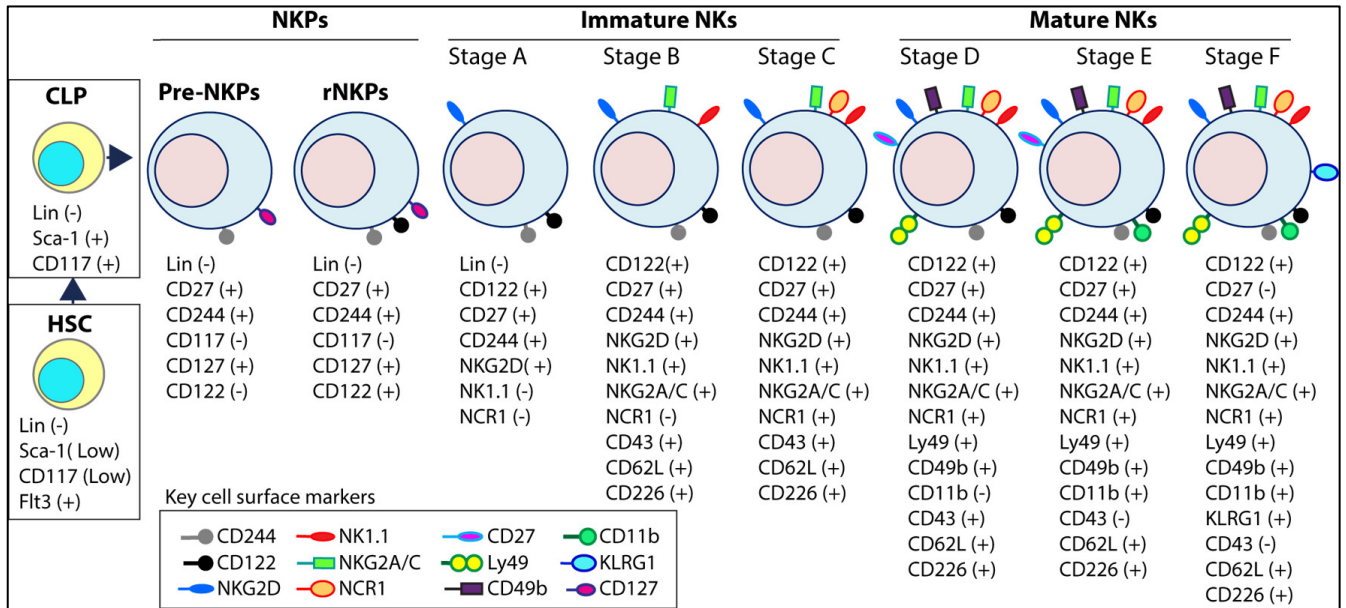 NKPs
Immature NKs
Mature NKs
Stage A
Stage B
Stage C
Stage D
Stage E
Stage F
CLP
Lin (-)
Sca-1 (+)
CD117 (+)
HSC
Lin (-)
Sca-1( Low)
CD117 (Low)
Flt3 (+)
Pre-NKPs
Lin (-)
CD27 (+)
CD244 (+)
CD117 (-)
CD127 (+)
CD122 (-)
rNKPs
Lin (-)
CD27 (+)
CD244 (+)
CD117 (-)
CD127 (+)
CD122 (+)
Lin (-)
CD122 (+)
CD27 (+)
CD244 (+)
NKG2D( +)
NK1.1 (-)
NCR1 (-)
CD122(+)
CD27 (+)
CD244 (+)
NKG2D (+)
NK1.1 (+)
NKG2A/C (+)
NCR1 (-)
CD43 (+)
CD62L (+)
CD226 (+)
CD122 (+)
CD27 (+)
CD244 (+)
NKG2D (+)
NK1.1 (+)
NKG2A/C (+)
NCR1 (+)
CD43 (+)
CD62L (+)
CD226 (+)
CD122 (+)
CD27 (+)
CD244 (+)
NKG2D (+)
NK1.1 (+)
NKG2A/C (+)
NCR1 (+)
Ly49 (+)
CD49b (+)
CD11b (-)
CD43 (+)
CD62L (+)
CD226 (+)
CD122 (+)
CD27 (+)
CD244 (+)
NKG2D (+)
NK1.1 (+)
NKG2A/C (+)
NCR1 (+)
Ly49 (+)
CD49b (+)
CD11b (+)
CD43 (-)
CD62L (+)
CD226 (+)
CD122 (+)
CD27 (-)
CD244 (+)
NKG2D (+)
NK1.1 (+)
NKG2A/C (+)
NCR1 (+)
Ly49 (+)
CD49b (+)
CD11b (+)
KLRG1 (+)
CD43 (-)
CD62L (+)
CD226 (+)
Key cell surface markers
CD244
NK1.1
CD27
CD11b
CD122
NKG2A/C
Ly49
KLRG1
NKG2D
NCR1
CD49b
CD127